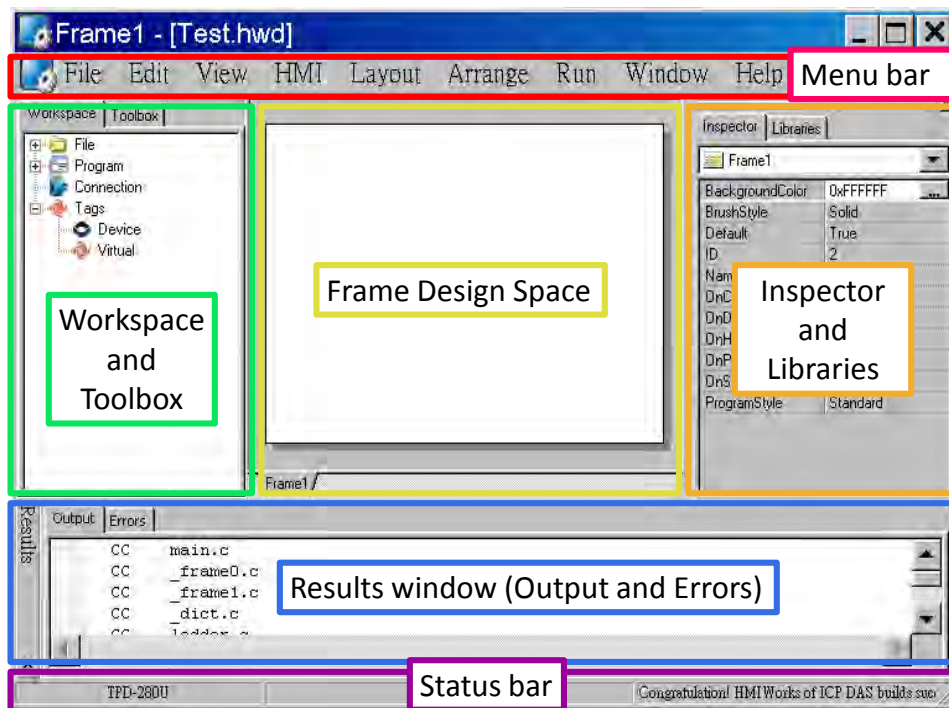 Frame1 - [Test.hwd]
File Edit View HMI Layout Arrange Run Window Help
Menu bar
Workspace Toolbox
File
Program
Connection
Tags
Device
Virtual
Workspace
and
Toolbox
Frame Design Space
Frame1
Inspector Libraries
Frame1
BackgroundColor 0xFFFFFF ...
BrushStyle Solid
Default True
ID 2
ProgramStyle Standard
Inspector
and
Libraries
Results
Output Errors
CC main.c
CC _frame0.c
CC _frame1.c
CC _dict.c
CC ladder.c
Results window (Output and Errors)
TPD-280U
Status bar
Congratulation! HMIWorks of ICP DAS builds suc